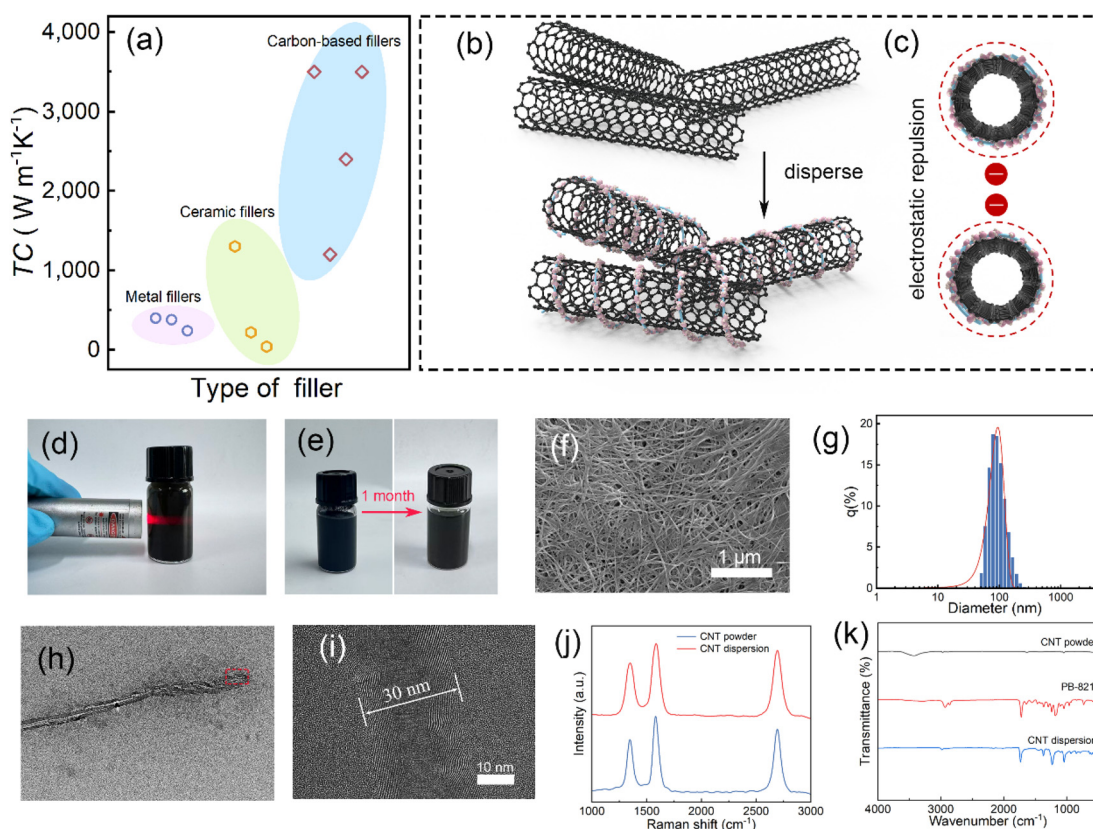 (a)
4,000
3,000
2,000
1,000
0
TC ( W m⁻¹K⁻¹)
Carbon-based fillers
Ceramic fillers
Metal fillers
Type of filler
(b)
disperse
(c)
electrostatic repulsion
(d)
(e)
1 month
(f)
1 μm
(g)
20
15
10
5
0
q(%)
1 10 100 1000
Diameter (nm)
(h)
(i)
30 nm
10 nm
(j)
CNT powder
CNT dispersion
Intensity (a.u.)
1000 1500 2000 2500 3000
Raman shift (cm⁻¹)
(k)
CNT powder
PB-821
CNT dispersion
Transmittance (%)
4000 3000 2000 1000
Wavenumber (cm⁻¹)